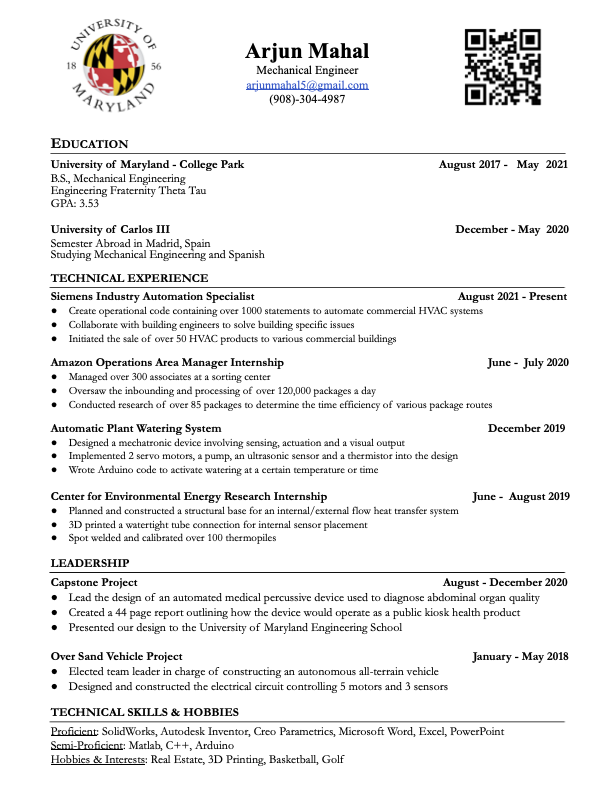 UNIVERSITY OF
18 56
MARYLAND
Arjun Mahal
Mechanical Engineer
arjunmahal5@gmail.com
(908)-304-4987
EDUCATION
University of Maryland - College Park August 2017 - May 2021
B.S., Mechanical Engineering
Engineering Fraternity Theta Tau
GPA: 3.53
University of Carlos III December - May 2020
Semester Abroad in Madrid, Spain
Studying Mechanical Engineering and Spanish
TECHNICAL EXPERIENCE
Siemens Industry Automation Specialist August 2021 - Present
● Create operational code containing over 1000 statements to automate commercial HVAC systems
● Collaborate with building engineers to solve building specific issues
● Initiated the sale of over 50 HVAC products to various commercial buildings
Amazon Operations Area Manager Internship June - July 2020
● Managed over 300 associates at a sorting center
● Oversaw the inbounding and processing of over 120,000 packages a day
● Conducted research of over 85 packages to determine the time efficiency of various package routes
Automatic Plant Watering System December 2019
● Designed a mechatronic device involving sensing, actuation and a visual output
● Implemented 2 servo motors, a pump, an ultrasonic sensor and a thermistor into the design
● Wrote Arduino code to activate watering at a certain temperature or time
Center for Environmental Energy Research Internship June - August 2019
● Planned and constructed a structural base for an internal/external flow heat transfer system
● 3D printed a watertight tube connection for internal sensor placement
● Spot welded and calibrated over 100 thermopiles
LEADERSHIP
Capstone Project August - December 2020
● Lead the design of an automated medical percussive device used to diagnose abdominal organ quality
● Created a 44 page report outlining how the device would operate as a public kiosk health product
● Presented our design to the University of Maryland Engineering School
Over Sand Vehicle Project January - May 2018
● Elected team leader in charge of constructing an autonomous all-terrain vehicle
● Designed and constructed the electrical circuit controlling 5 motors and 3 sensors
TECHNICAL SKILLS & HOBBIES
Proficient: SolidWorks, Autodesk Inventor, Creo Parametrics, Microsoft Word, Excel, PowerPoint
Semi-Proficient: Matlab, C++, Arduino
Hobbies & Interests: Real Estate, 3D Printing, Basketball, Golf